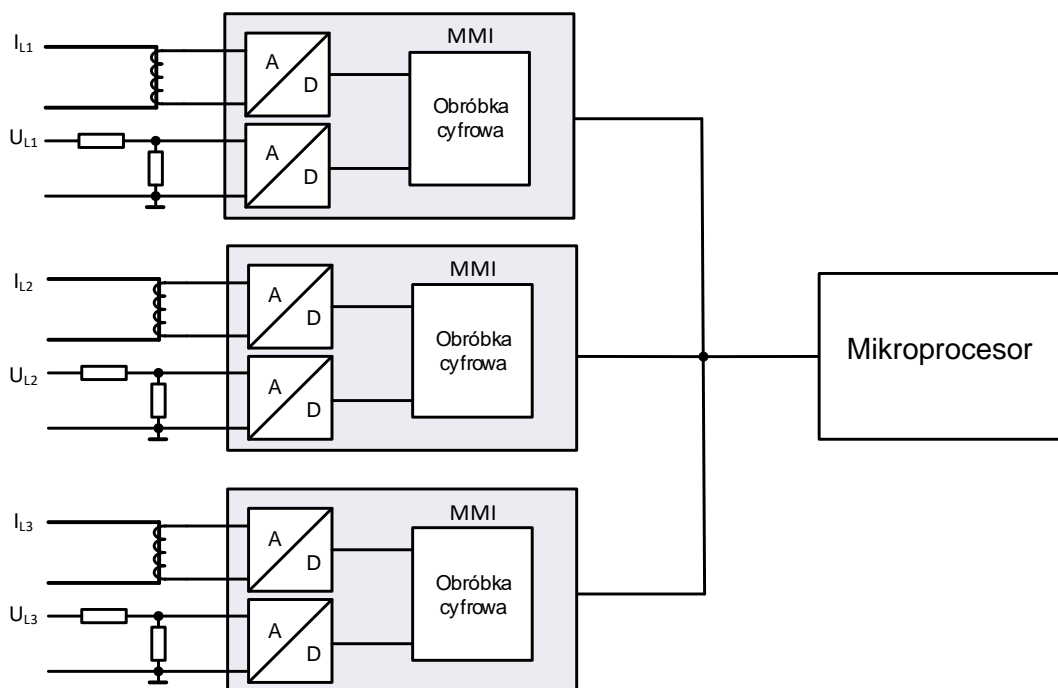 I_L1
A
D
MMI
Obróbka
cyfrowa
U_L1
A
D
I_L2
A
D
MMI
Obróbka
cyfrowa
U_L2
A
D
Mikroprocesor
I_L3
A
D
MMI
Obróbka
cyfrowa
U_L3
A
D